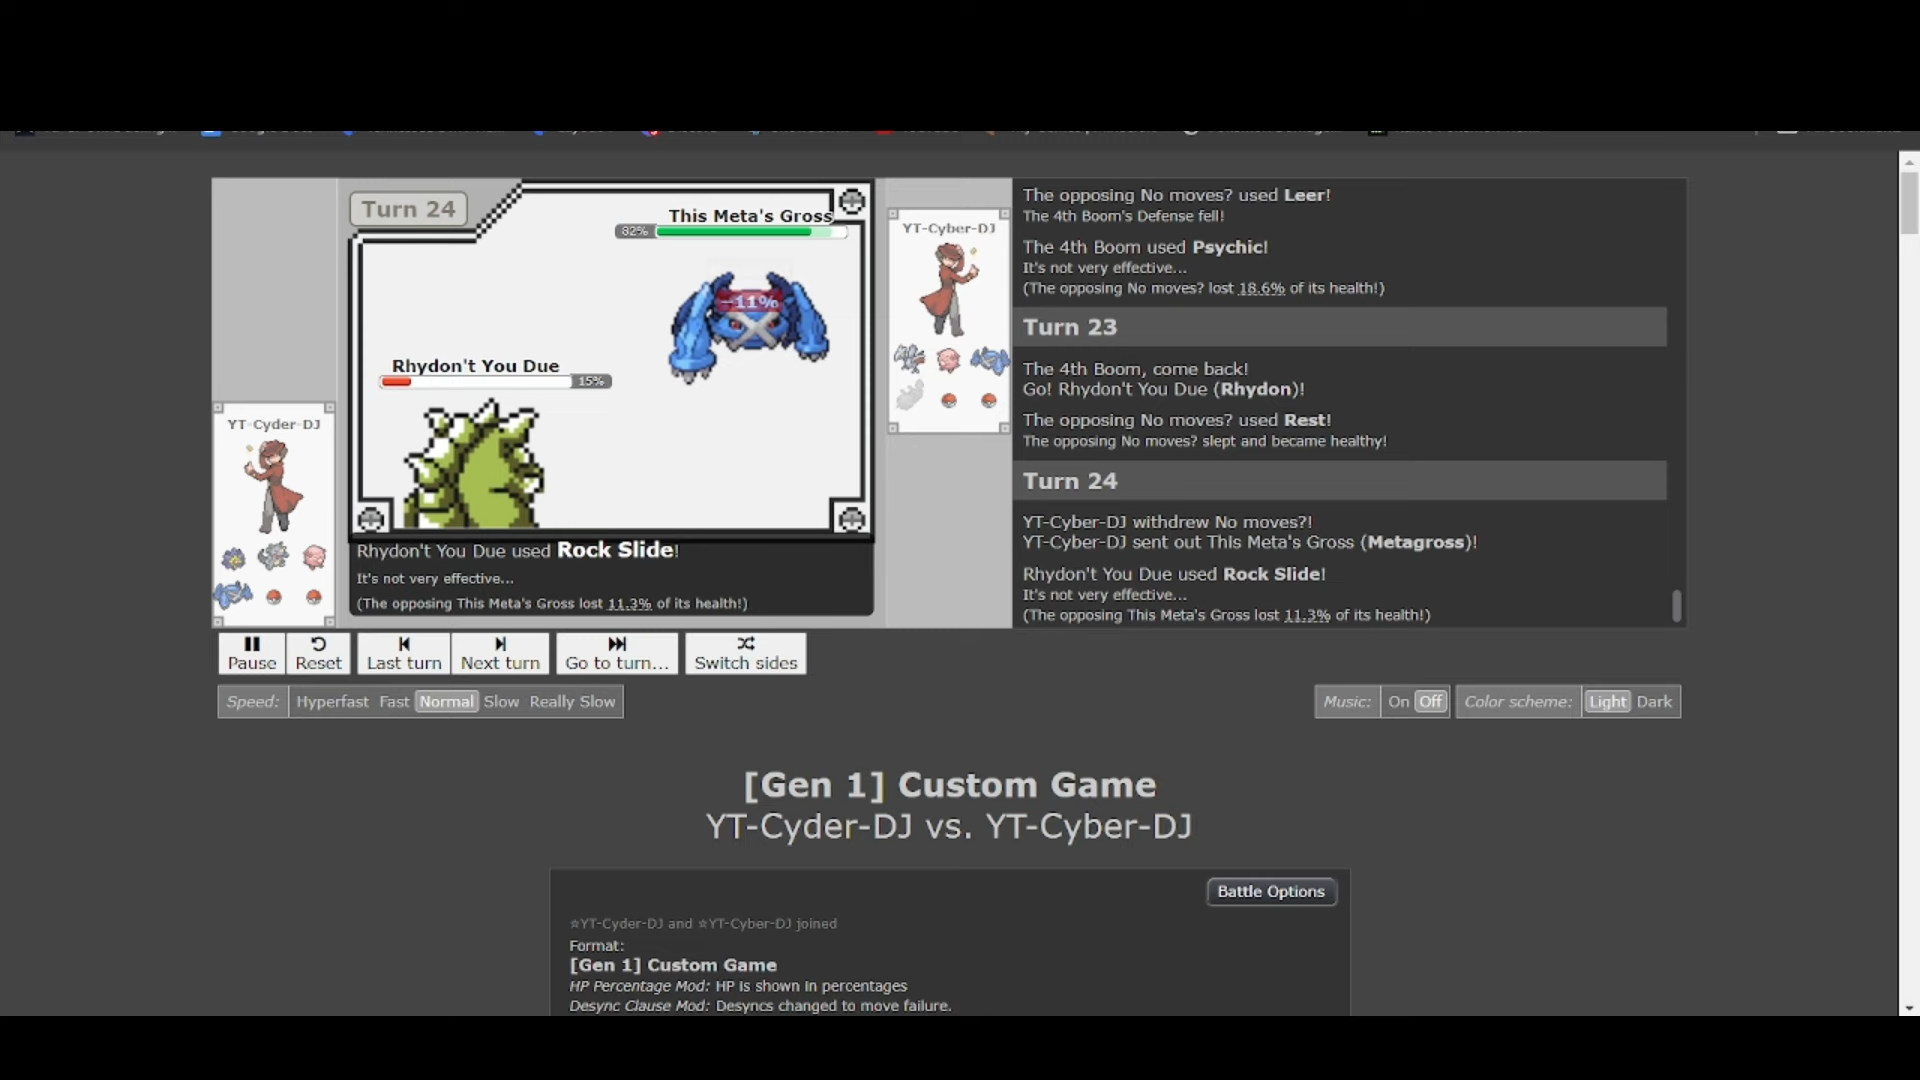 Turn 24
This Meta's Gross
82%
-11%
Rhydon't You Due
15%
Rhydon't You Due used Rock Slide!
It's not very effective...
(The opposing This Meta's Gross lost 11.3% of its health!)
YT-Cyder-DJ
YT-Cyber-DJ
The opposing No moves? used Leer!
The 4th Boom's Defense fell!
The 4th Boom used Psychic!
It's not very effective...
(The opposing No moves? lost 18.6% of its health!)
Turn 23
The 4th Boom, come back!
Go! Rhydon't You Due (Rhydon)!
The opposing No moves? used Rest!
The opposing No moves? slept and became healthy!
Turn 24
YT-Cyber-DJ withdrew No moves?!
YT-Cyber-DJ sent out This Meta's Gross (Metagross)!
Rhydon't You Due used Rock Slide!
It's not very effective...
(The opposing This Meta's Gross lost 11.3% of its health!)
Pause Reset Last turn Next turn Go to turn... Switch sides
Speed: Hyperfast Fast Normal Slow Really Slow
Music: On Off Color scheme: Light Dark
[Gen 1] Custom Game
YT-Cyder-DJ vs. YT-Cyber-DJ
Battle Options
☆YT-Cyder-DJ and ☆YT-Cyber-DJ joined
Format:
[Gen 1] Custom Game
HP Percentage Mod: HP is shown in percentages
Desync Clause Mod: Desyncs changed to move failure.